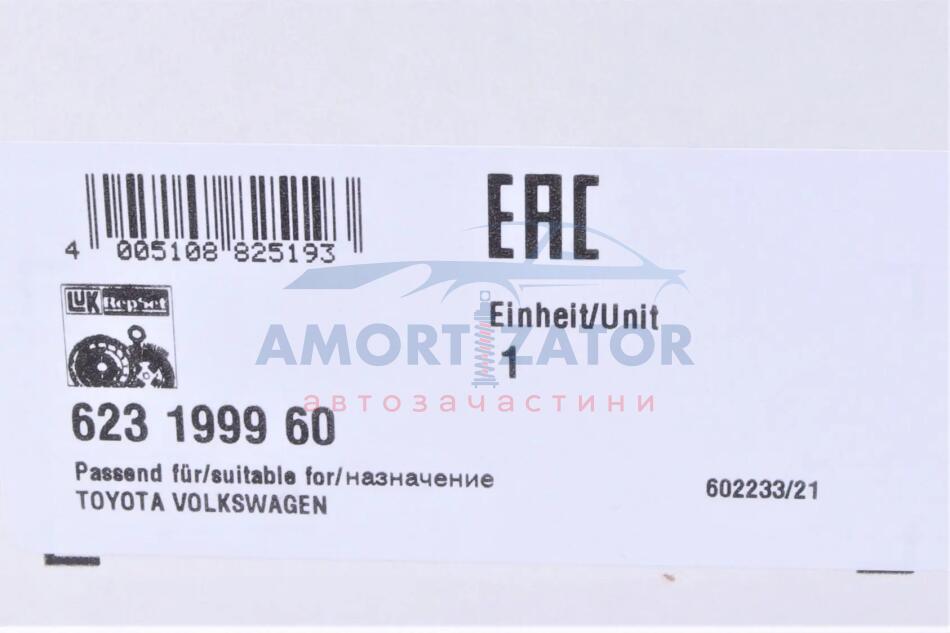 EAC
4 005108 825193
LUK RepSet
Einheit/Unit
1
AMORTIZATOR
автозачастини
623 1999 60
Passend für/suitable for/назначение
TOYOTA VOLKSWAGEN
602233/21